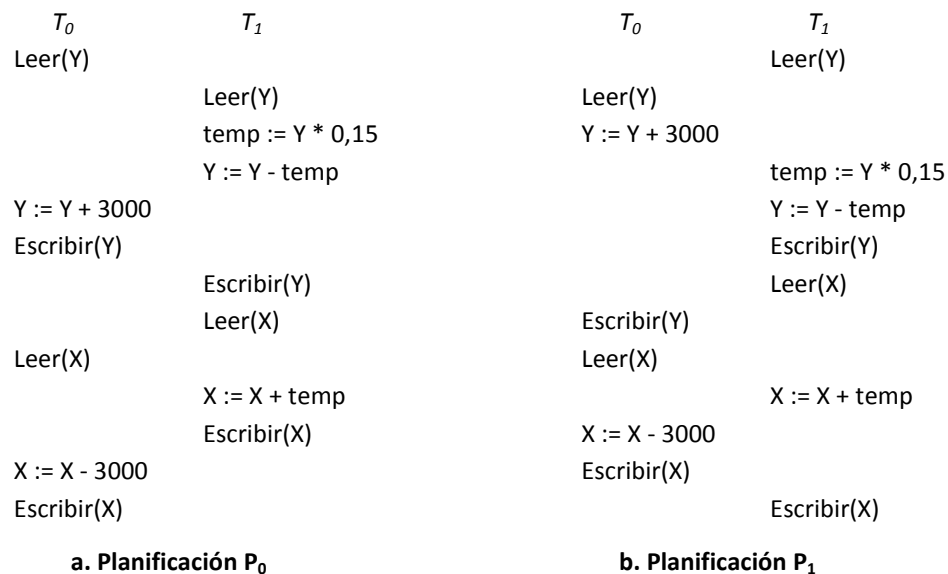 T0 T1 T0 T1
Leer(Y) Leer(Y)
Leer(Y) Leer(Y)
temp := Y * 0,15 Y := Y + 3000
Y := Y - temp temp := Y * 0,15
Y := Y + 3000 Y := Y - temp
Escribir(Y) Escribir(Y)
Escribir(Y) Leer(X)
Leer(X) Escribir(Y)
Leer(X) Leer(X)
X := X + temp X := X + temp
Escribir(X) X := X - 3000
X := X - 3000 Escribir(X)
Escribir(X) Escribir(X)
a. Planificación P0 b. Planificación P1